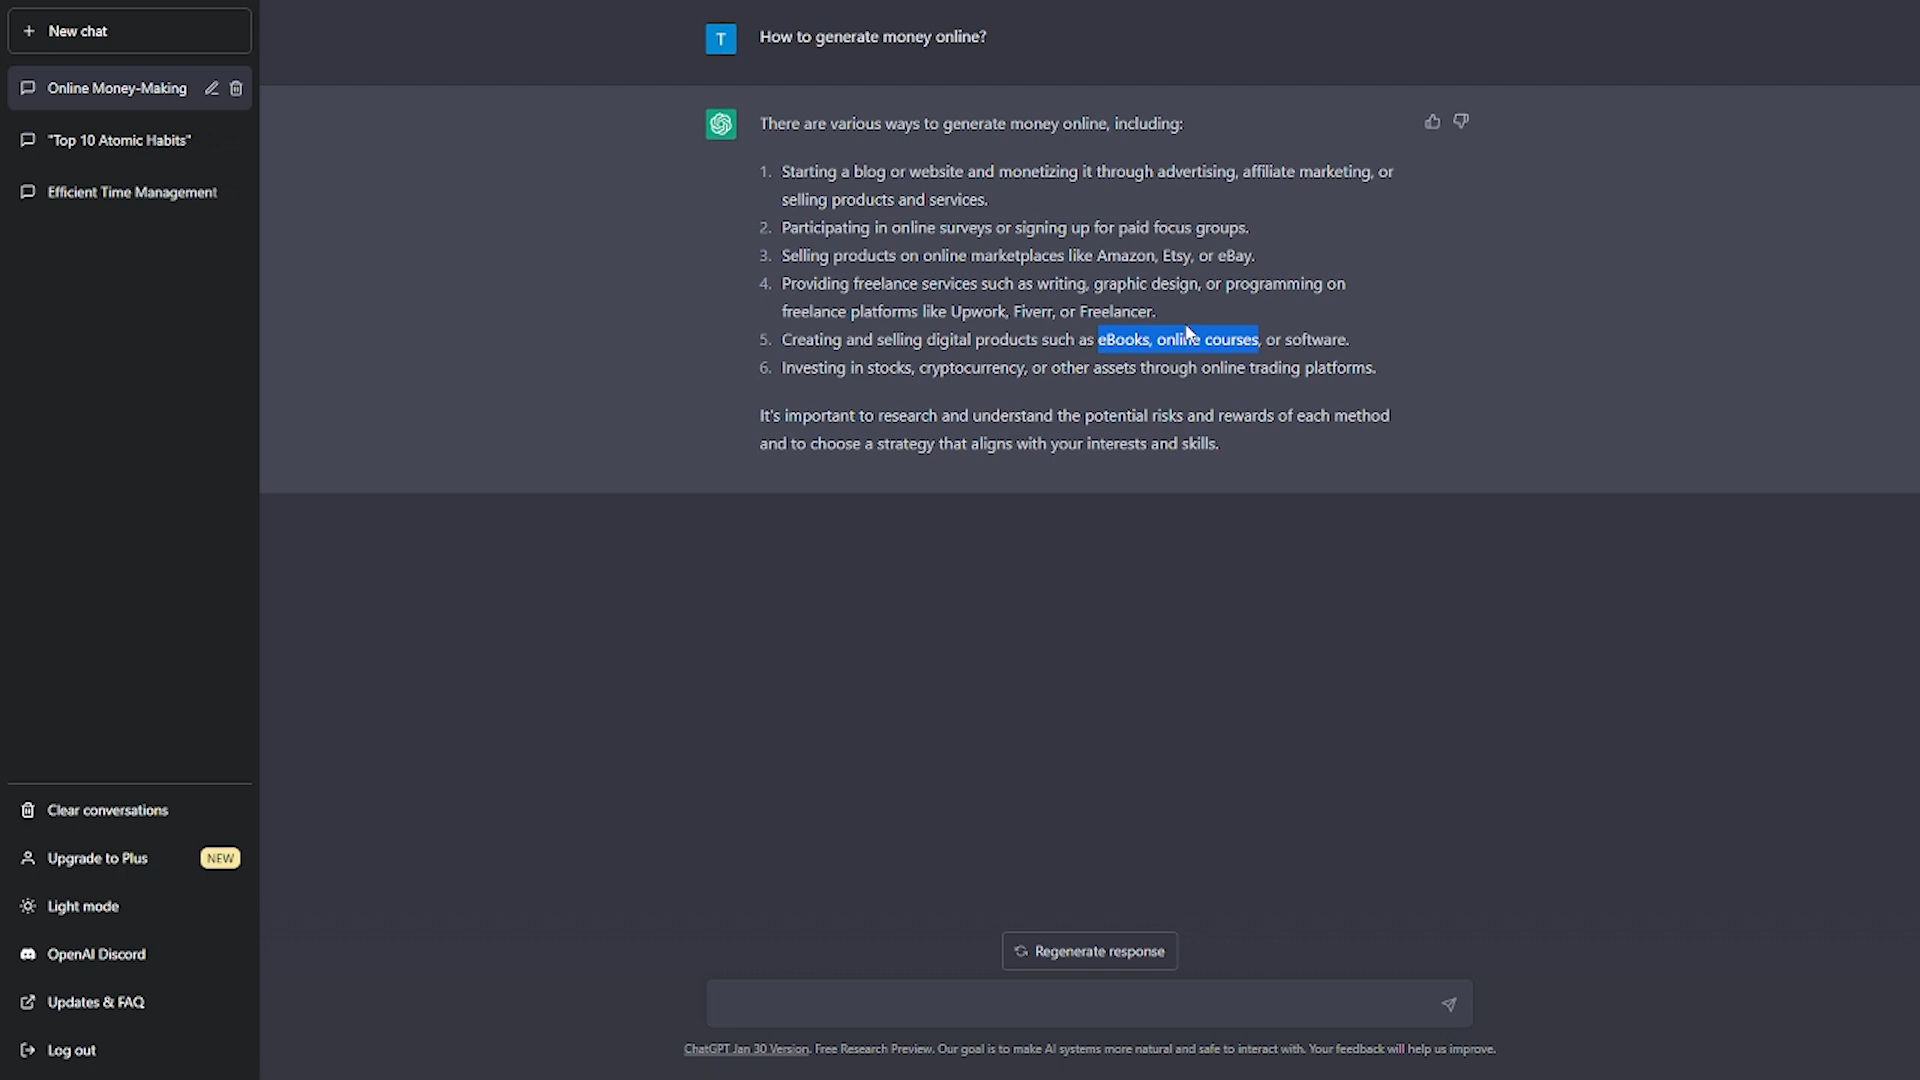 New chat
Online Money-Making
"Top 10 Atomic Habits"
Efficient Time Management
Clear conversations
Upgrade to Plus NEW
Light mode
OpenAI Discord
Updates & FAQ
Log out
T How to generate money online?
There are various ways to generate money online, including:
1. Starting a blog or website and monetizing it through advertising, affiliate marketing, or
selling products and services.
2. Participating in online surveys or signing up for paid focus groups.
3. Selling products on online marketplaces like Amazon, Etsy, or eBay.
4. Providing freelance services such as writing, graphic design, or programming on
freelance platforms like Upwork, Fiverr, or Freelancer.
5. Creating and selling digital products such as eBooks, online courses, or software.
6. Investing in stocks, cryptocurrency, or other assets through online trading platforms.
It's important to research and understand the potential risks and rewards of each method
and to choose a strategy that aligns with your interests and skills.
Regenerate response
ChatGPT Jan 30 Version. Free Research Preview. Our goal is to make AI systems more natural and safe to interact with. Your feedback will help us improve.